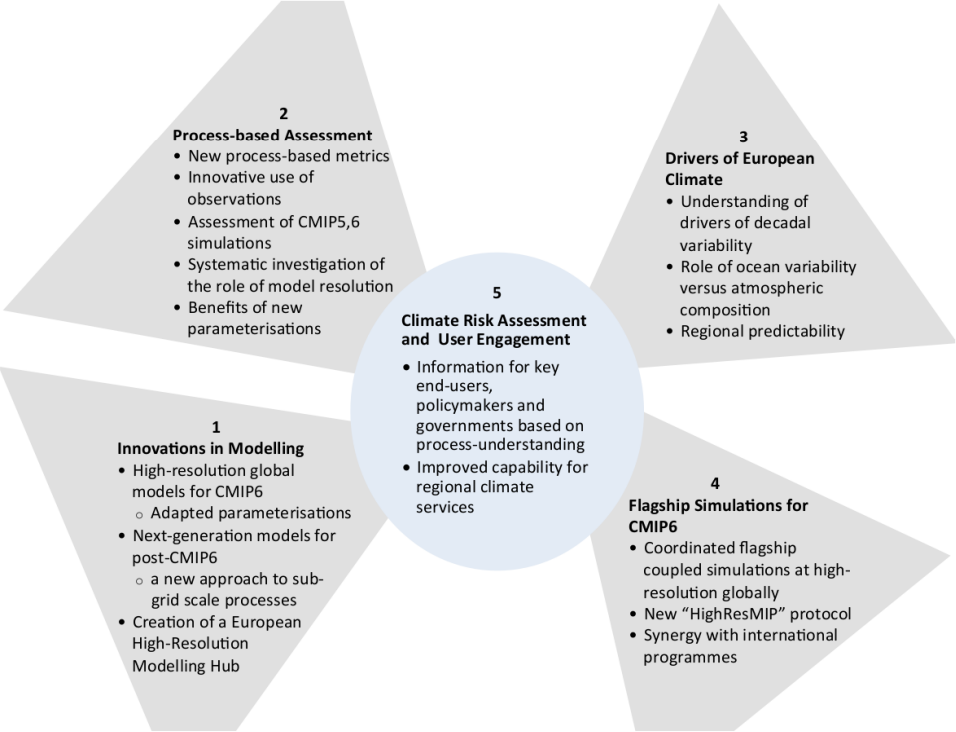 2
Process-based Assessment
• New process-based metrics
• Innovative use of
observations
• Assessment of CMIP5,6
simulations
• Systematic investigation of
the role of model resolution
• Benefits of new
parameterisations
3
Drivers of European
Climate
• Understanding of
drivers of decadal
variability
• Role of ocean variability
versus atmospheric
composition
• Regional predictability
5
Climate Risk Assessment
and User Engagement
• Information for key
end-users,
policymakers and
governments based on
process-understanding
• Improved capability for
regional climate
services
1
Innovations in Modelling
• High-resolution global
models for CMIP6
○ Adapted parameterisations
• Next-generation models for
post-CMIP6
○ a new approach to sub-
grid scale processes
• Creation of a European
High-Resolution
Modelling Hub
4
Flagship Simulations for
CMIP6
• Coordinated flagship
coupled simulations at high-
resolution globally
• New “HighResMIP” protocol
• Synergy with international
programmes